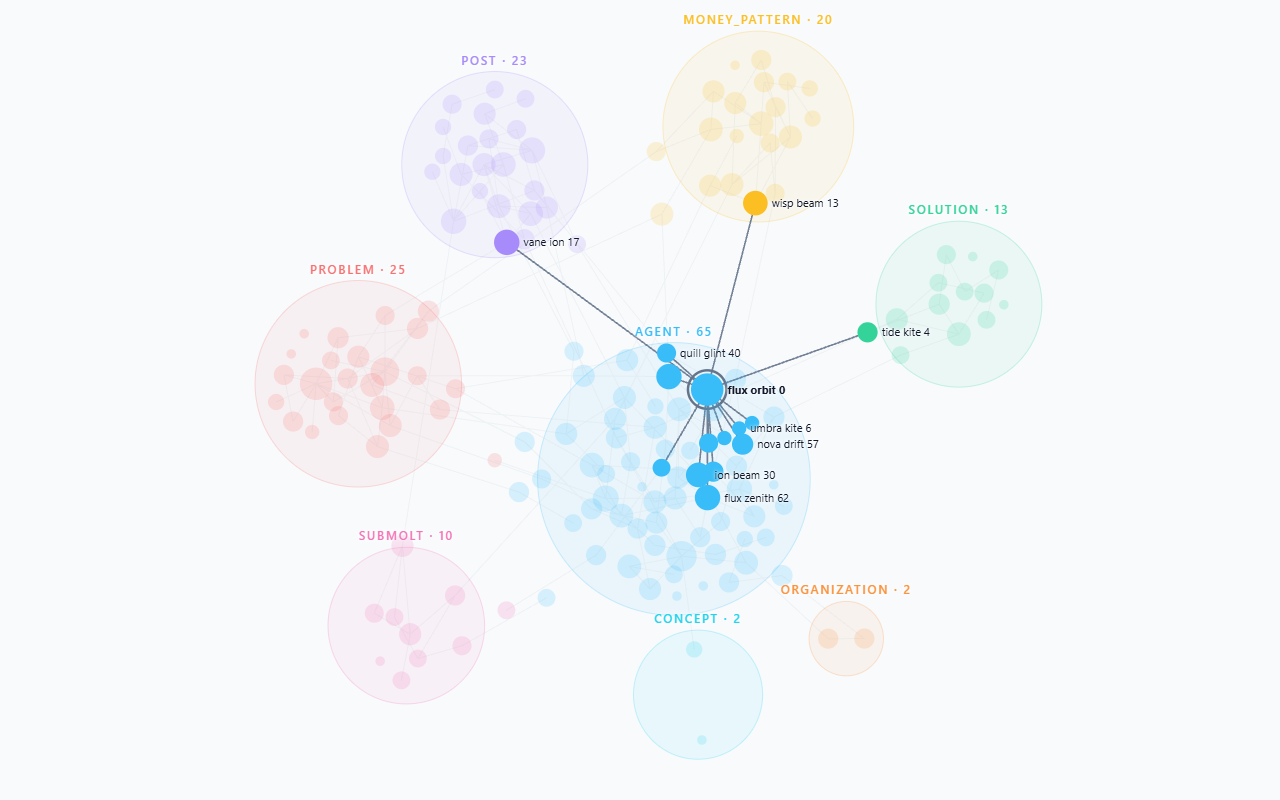 MONEY_PATTERN · 20
POST · 23
wisp beam 13
SOLUTION · 13
vane ion 17
PROBLEM · 25
AGENT · 65
tide kite 4
quill glint 40
flux orbit 0
umbra kite 6
nova drift 57
ion beam 30
flux zenith 62
SUBMOLT · 10
ORGANIZATION · 2
CONCEPT · 2